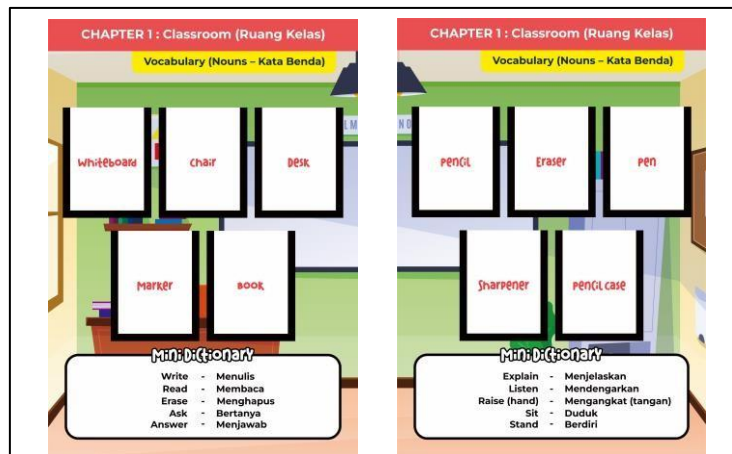 CHAPTER 1 : Classroom (Ruang Kelas)
Vocabulary (Nouns – Kata Benda)
Whiteboard
Chair
Desk
Marker
Book
Mini Dictionary
Write - Menulis
Read - Membaca
Erase - Menghapus
Ask - Bertanya
Answer - Menjawab
CHAPTER 1 : Classroom (Ruang Kelas)
Vocabulary (Nouns – Kata Benda)
Pencil
Eraser
Pen
Sharpener
Pencil case
Mini Dictionary
Explain - Menjelaskan
Listen - Mendengarkan
Raise (hand) - Mengangkat (tangan)
Sit - Duduk
Stand - Berdiri